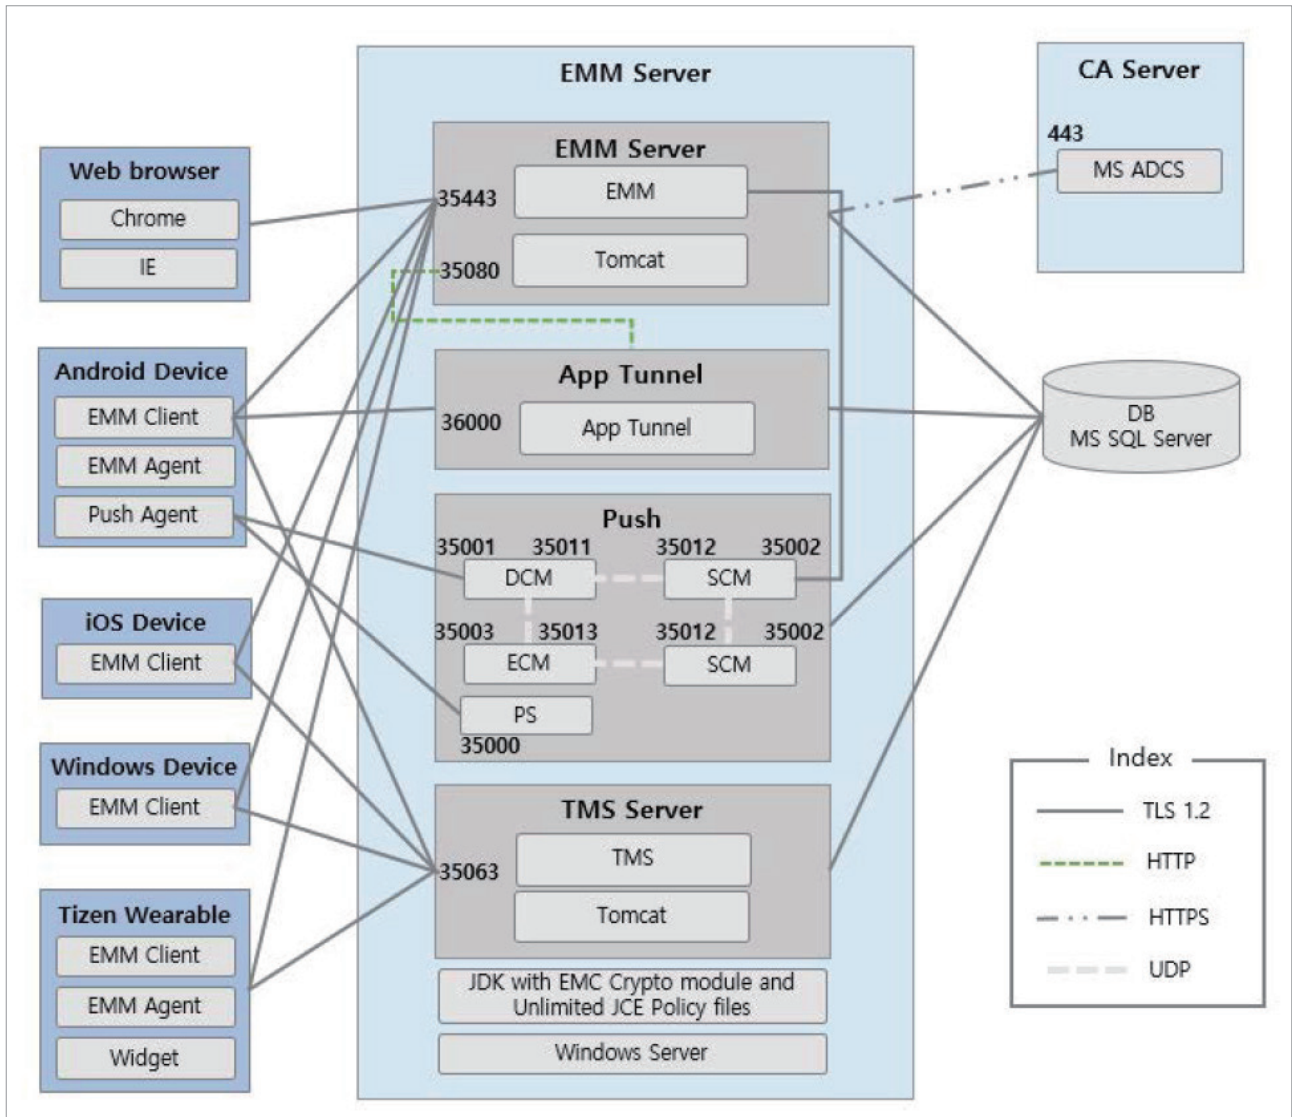 EMM Server
CA Server
443
MS ADCS
Web browser
Chrome
IE
EMM Server
35443
EMM
35080
Tomcat
Android Device
EMM Client
EMM Agent
Push Agent
App Tunnel
36000
App Tunnel
DB
MS SQL Server
Push
35001 35011 35012 35002
DCM SCM
35003 35013 35012 35002
ECM SCM
PS
35000
iOS Device
EMM Client
Windows Device
EMM Client
TMS Server
35063
TMS
Tomcat
Tizen Wearable
EMM Client
EMM Agent
Widget
JDK with EMC Crypto module and
Unlimited JCE Policy files
Windows Server
Index
TLS 1.2
HTTP
HTTPS
UDP